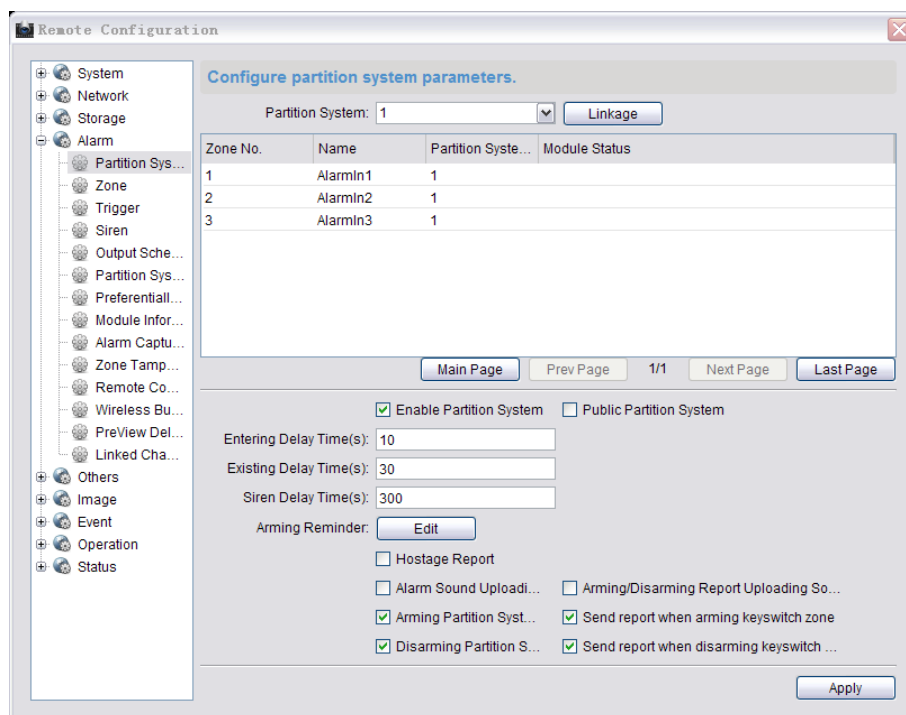 Remote Configuration
System
Network
Storage
Alarm
Partition Sys...
Zone
Trigger
Siren
Output Sche...
Partition Sys...
Preferentiall...
Module Infor...
Alarm Captu...
Zone Tamp...
Remote Co...
Wireless Bu...
PreView Del...
Linked Cha...
Others
Image
Event
Operation
Status
Configure partition system parameters.
Partition System: 1 Linkage
Zone No. Name Partition Syste... Module Status
1 AlarmIn1 1
2 AlarmIn2 1
3 AlarmIn3 1
Main Page Prev Page 1/1 Next Page Last Page
Enable Partition System Public Partition System
Entering Delay Time(s): 10
Existing Delay Time(s): 30
Siren Delay Time(s): 300
Arming Reminder: Edit
Hostage Report
Alarm Sound Uploadi... Arming/Disarming Report Uploading So...
Arming Partition Syst... Send report when arming keyswitch zone
Disarming Partition S... Send report when disarming keyswitch ...
Apply